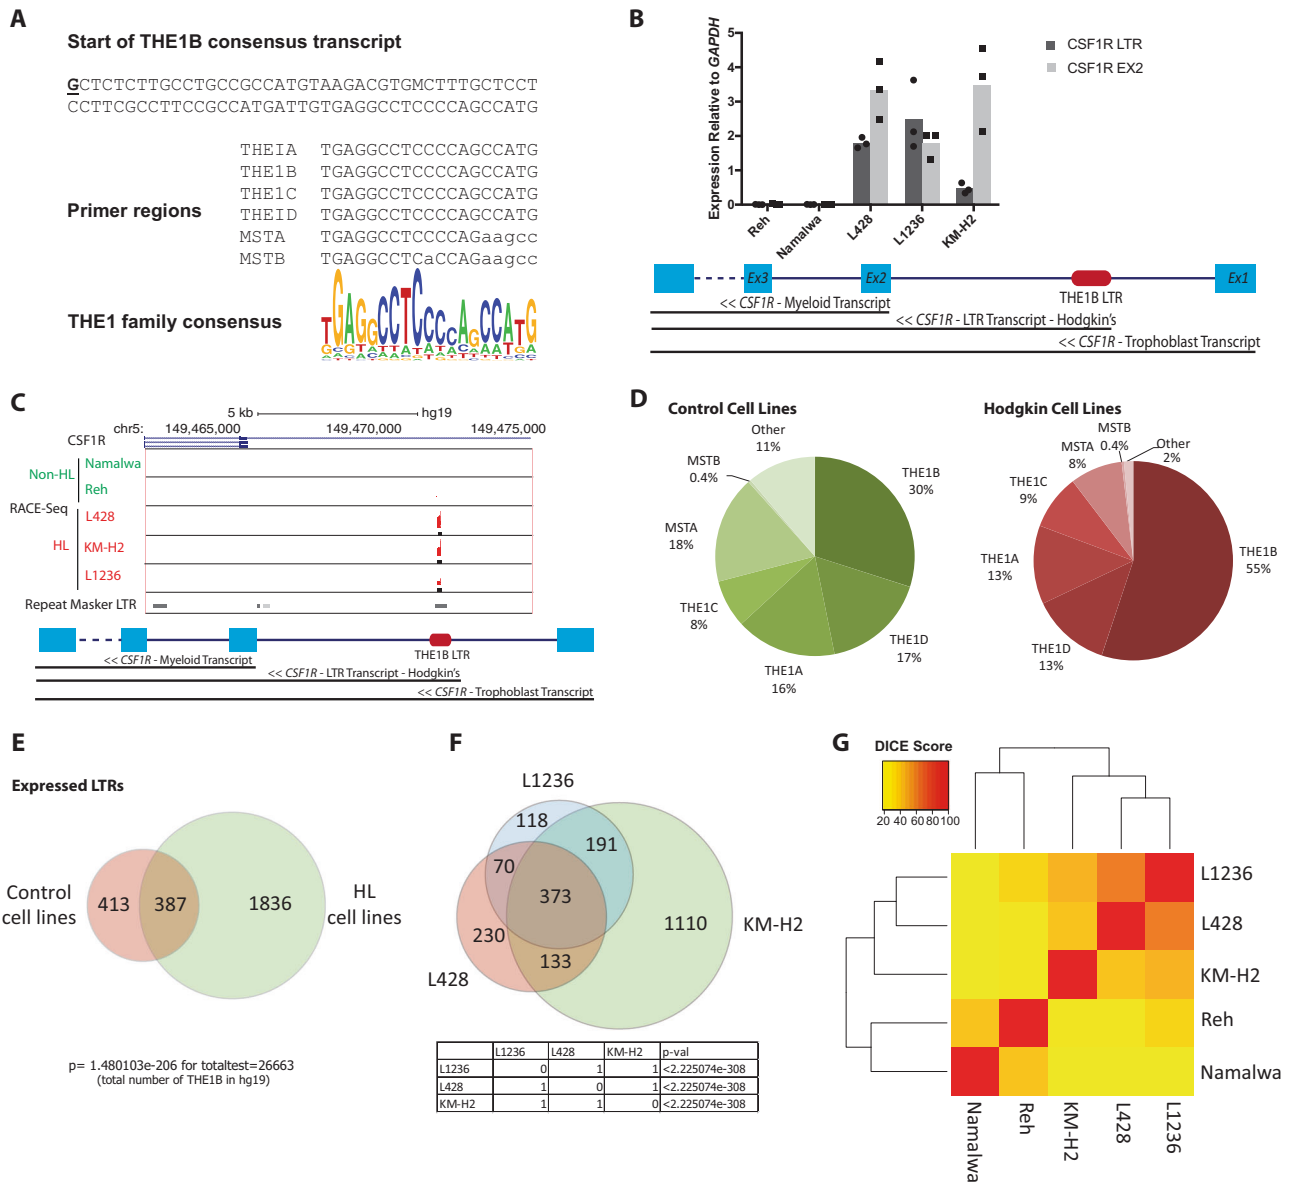 A
Start of THE1B consensus transcript
GCTCTCTTGCCTGCCGCCATGTAAGACGTGMCTTTGCTCCT
CCTTCGCCTTCCGCCATGATTGTGAGGCCTCCCCAGCCATG
Primer regions
THEIA TGAGGCCTCCCCAGCCATG
THE1B TGAGGCCTCCCCAGCCATG
THE1C TGAGGCCTCCCCAGCCATG
THEID TGAGGCCTCCCCAGCCATG
MSTA TGAGGCCTCCCCAGaagcc
MSTB TGAGGCCTCaCCAGaagcc
THE1 family consensus
TGAGGCCTCCCCAGCCATG
B
Expression Relative to GAPDH
5
4
3
2
1
0
CSF1R LTR
CSF1R EX2
Reh
Namalwa
L428
L1236
KM-H2
Ex3
Ex2
Ex1
THE1B LTR
<< CSF1R - Myeloid Transcript
<< CSF1R - LTR Transcript - Hodgkin's
<< CSF1R - Trophoblast Transcript
C
5 kb
hg19
chr5:
149,465,000
149,470,000
149,475,000
CSF1R
Non-HL
Namalwa
Reh
RACE-Seq
HL
L428
KM-H2
L1236
Repeat Masker LTR
THE1B LTR
<< CSF1R - Myeloid Transcript
<< CSF1R - LTR Transcript - Hodgkin's
<< CSF1R - Trophoblast Transcript
D
Control Cell Lines
Other
11%
MSTB
0.4%
THE1B
30%
MSTA
18%
THE1C
8%
THE1A
16%
THE1D
17%
Hodgkin Cell Lines
MSTB
0.4%
Other
2%
MSTA
8%
THE1C
9%
THE1A
13%
THE1D
13%
THE1B
55%
E
Expressed LTRs
Control
cell lines
413
387
1836
HL
cell lines
p= 1.480103e-206 for totaltest=26663
(total number of THE1B in hg19)
F
L1236
118
191
70
373
230
133
1110
KM-H2
L428
L1236 L428 KM-H2 p-val
L1236 0 1 1 <2.225074e-308
L428 1 0 1 <2.225074e-308
KM-H2 1 1 0 <2.225074e-308
G
DICE Score
20 40 60 80 100
L1236
L428
KM-H2
Reh
Namalwa
Namalwa
Reh
KM-H2
L428
L1236